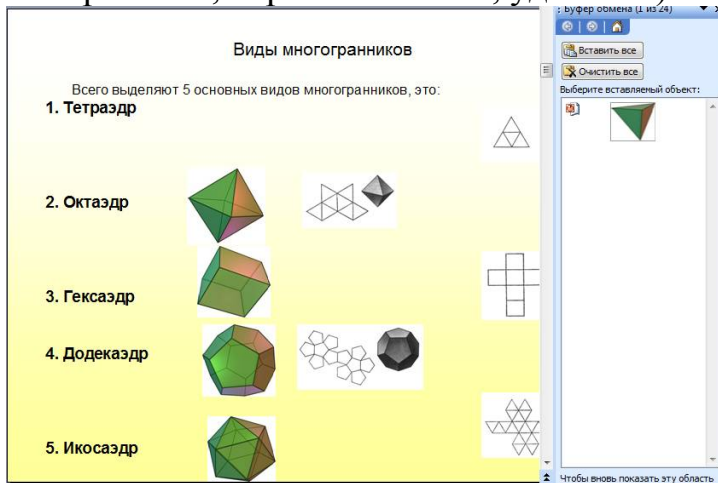 : Буфер обмена (1 из 24)
Вставить все
Очистить все
Выберите вставляемый объект:
Виды многогранников
Всего выделяют 5 основных видов многогранников, это:
1. Тетраэдр
2. Октаэдр
3. Гексаэдр
4. Додекаэдр
5. Икосаэдр
Чтобы вновь показать эту область